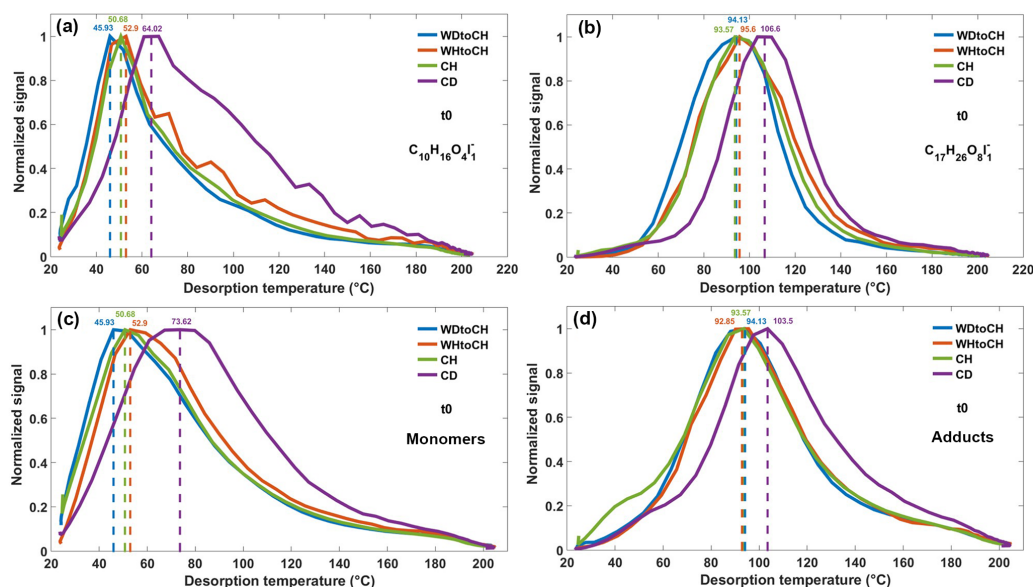 (a)
50.68
45.93 52.9 64.02
WDtoCH
WHtoCH
CH
CD
t0
C10H16O4I1-
Normalized signal
1
0.8
0.6
0.4
0.2
0
20 40 60 80 100 120 140 160 180 200 220
Desorption temperature (°C)
(b)
94.13
93.57 95.6 106.6
WDtoCH
WHtoCH
CH
CD
t0
C17H26O8I1-
Normalized signal
1
0.8
0.6
0.4
0.2
0
20 40 60 80 100 120 140 160 180 200 220
Desorption temperature (°C)
(c)
50.68
45.93 52.9 73.62
WDtoCH
WHtoCH
CH
CD
t0
Monomers
Normalized signal
1
0.8
0.6
0.4
0.2
0
20 40 60 80 100 120 140 160 180 200
Desorption temperature (°C)
(d)
93.57
92.85 94.13 103.5
WDtoCH
WHtoCH
CH
CD
t0
Adducts
Normalized signal
1
0.8
0.6
0.4
0.2
0
20 40 60 80 100 120 140 160 180 200
Desorption temperature (°C)